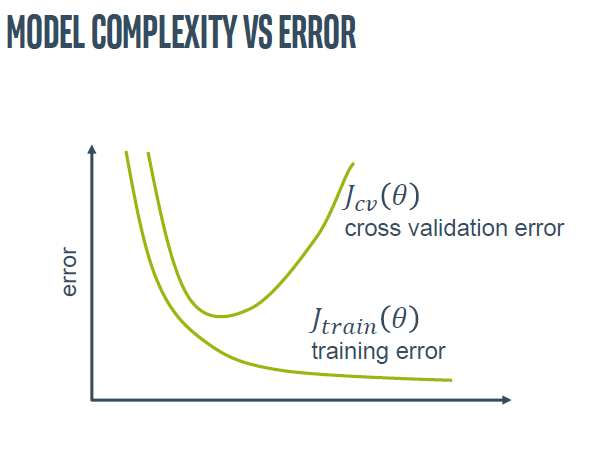 MODEL COMPLEXITY VS ERROR
J_cv(θ)
cross validation error
error
J_train(θ)
training error